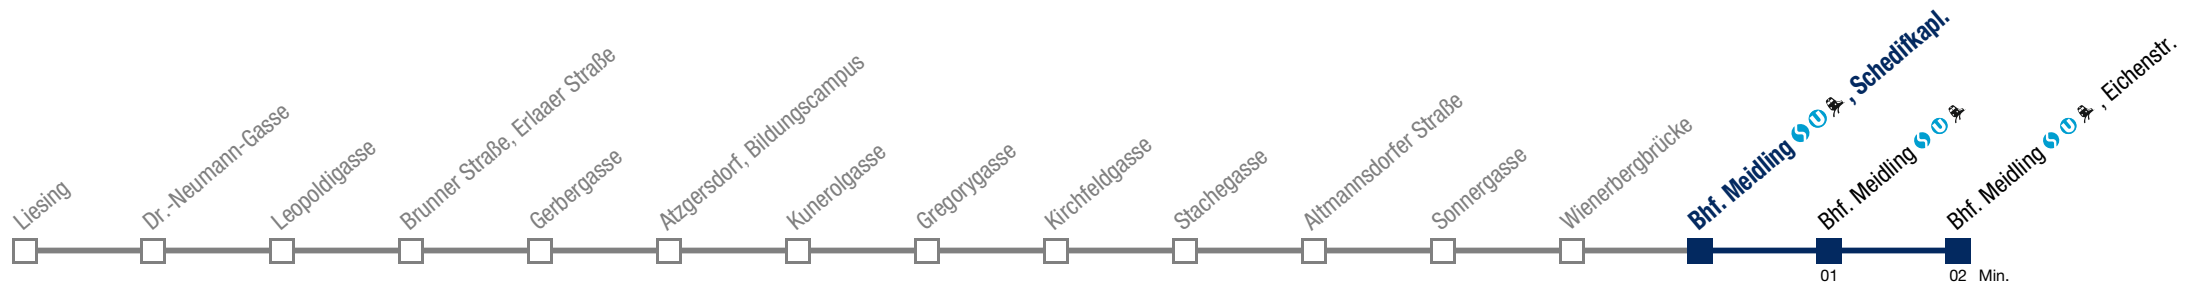 Liesing
Dr.-Neumann-Gasse
Leopoldigasse
Brunner Straße, Erlaaer Straße
Gerbergasse
Atzgersdorf, Bildungscampus
Kunerolgasse
Gregorygasse
Kirchfeldgasse
Stachegasse
Altmannsdorfer Straße
Sonnergasse
Wienerbergbrücke
Bhf. Meidling S U , Schedifkapl.
Bhf. Meidling S U
Bhf. Meidling S U , Eichenstr.
01 02 Min.